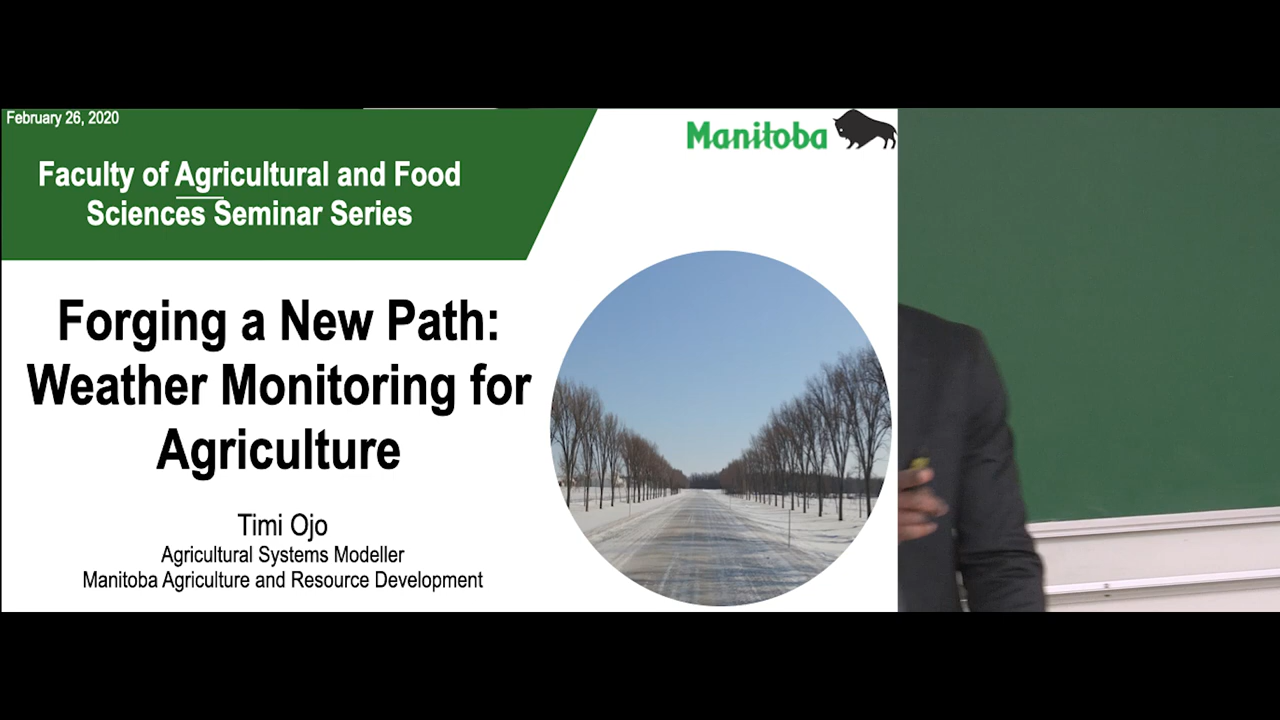 February 26, 2020
Manitoba
Faculty of Agricultural and Food
Sciences Seminar Series
Forging a New Path:
Weather Monitoring for
Agriculture
Timi Ojo
Agricultural Systems Modeller
Manitoba Agriculture and Resource Development